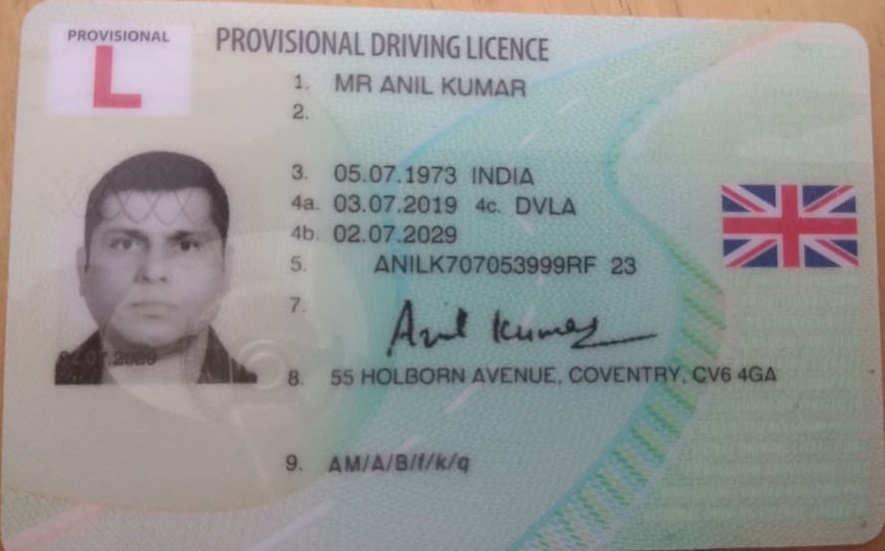 PROVISIONAL
L
PROVISIONAL DRIVING LICENCE
1. MR ANIL KUMAR
2.
3. 05.07.1973 INDIA
4a. 03.07.2019 4c. DVLA
4b. 02.07.2029
5. ANILK707053999RF 23
7. Anil Kumar
02.07.2029
8. 55 HOLBORN AVENUE, COVENTRY, CV6 4GA
9. AM/A/B/f/k/q